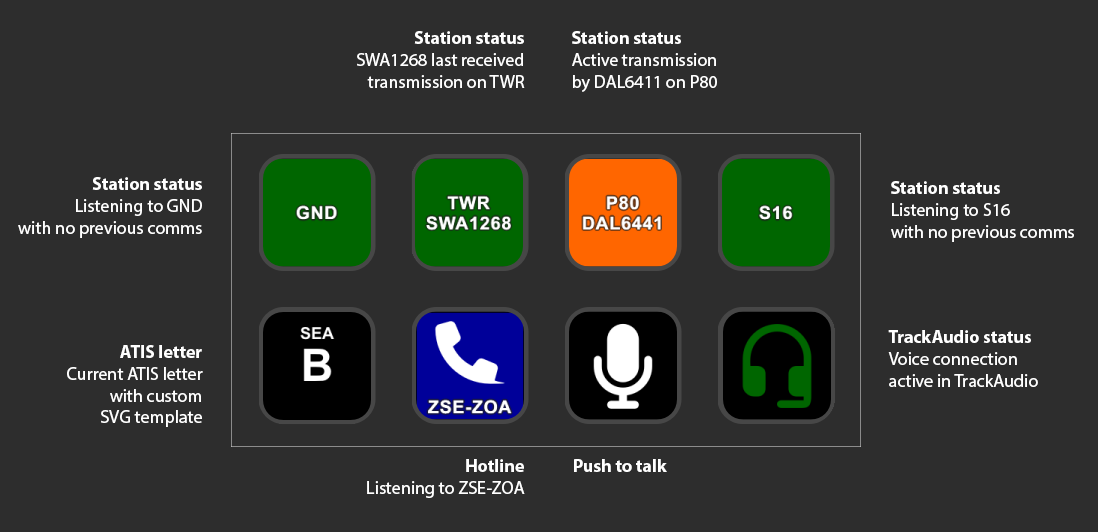 Station status
SWA1268 last received
transmission on TWR
Station status
Active transmission
by DAL6411 on P80
Station status
Listening to GND
with no previous comms
GND
TWR
SWA1268
P80
DAL6441
S16
Station status
Listening to S16
with no previous comms
ATIS letter
Current ATIS letter
with custom
SVG template
SEA
B
ZSE-ZOA
TrackAudio status
Voice connection
active in TrackAudio
Hotline
Listening to ZSE-ZOA
Push to talk